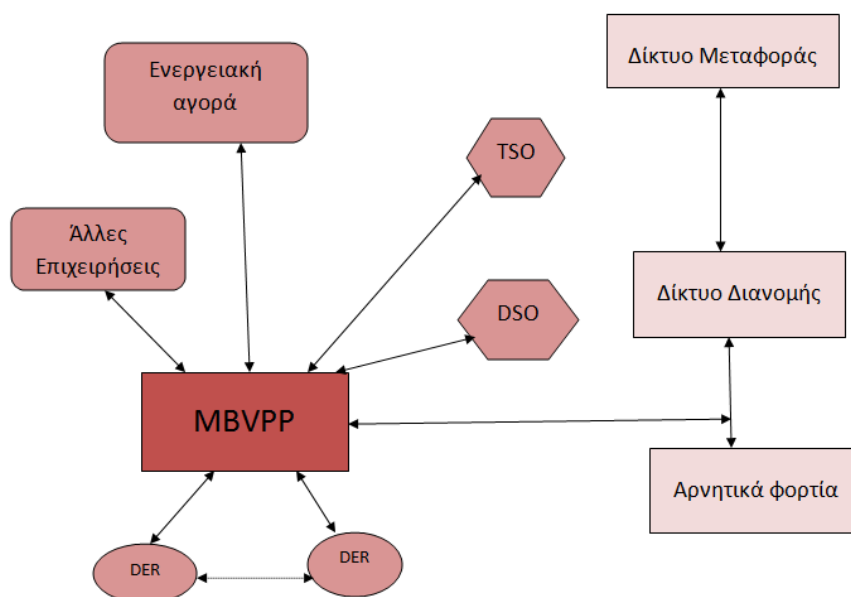 Ενεργειακή
αγορά
Δίκτυο Μεταφοράς
TSO
Άλλες
Επιχειρήσεις
Δίκτυο Διανομής
DSO
MBVPP
Αρνητικά φορτία
DER
DER